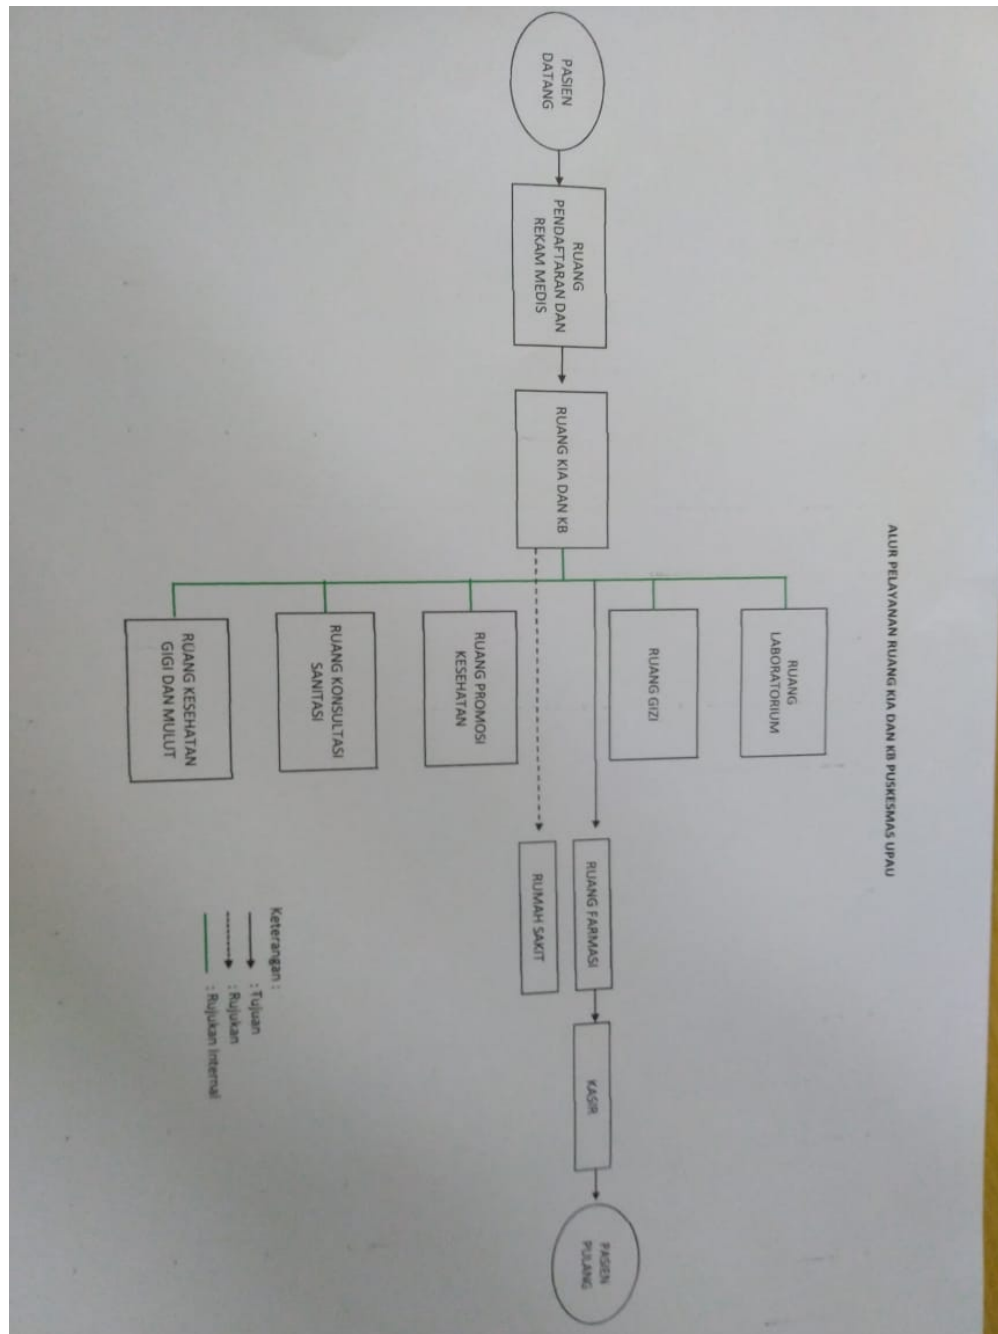 ALUR PELAYANAN RUANG KIA DAN KB PUSKESMAS UPAU
PASIEN
DATANG
RUANG
PENDAFTARAN DAN
REKAM MEDIS
RUANG KIA DAN KB
RUANG
LABORATORIUM
RUANG GIZI
RUANG PROMOSI
KESEHATAN
RUANG KONSULTASI
SANITASI
RUANG KESEHATAN
GIGI DAN MULUT
RUANG FARMASI
RUMAH SAKIT
KASIR
PASIEN
PULANG
Keterangan :
: Tujuan
: Rujukan
: Rujukan Internal